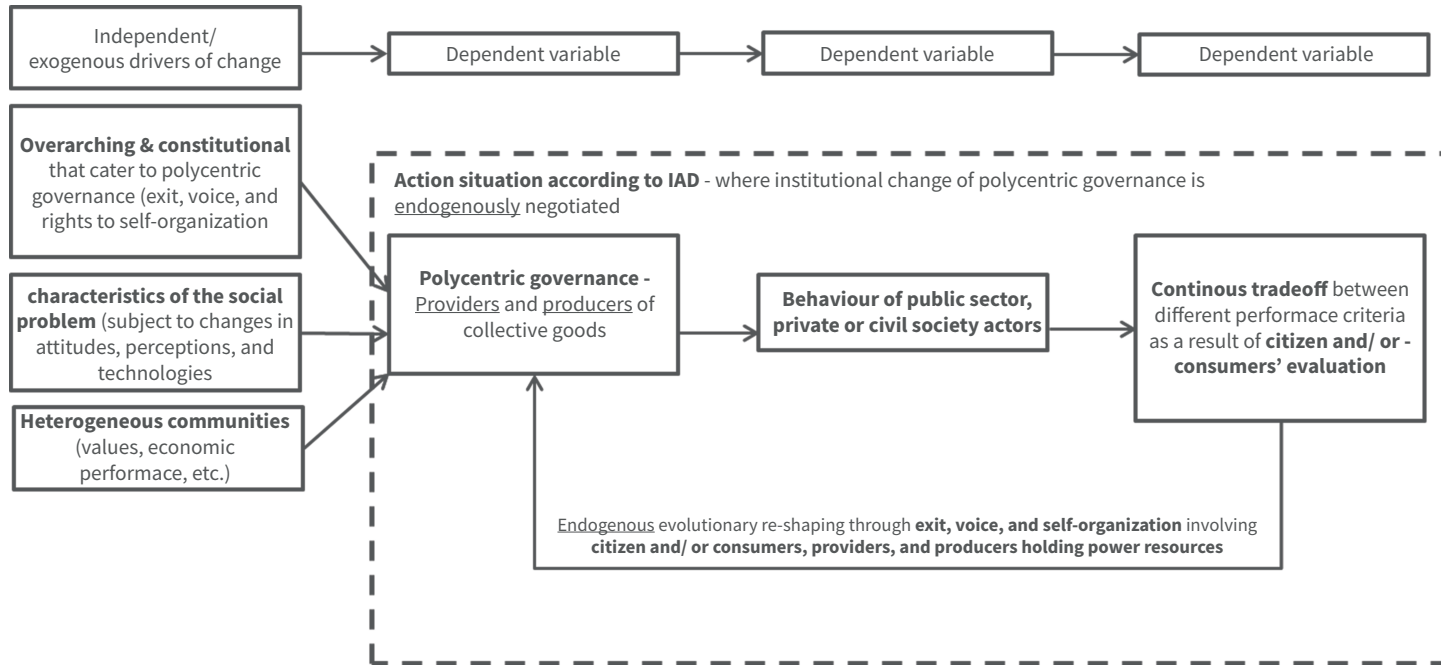 Independent/
exogenous drivers of change
Dependent variable
Dependent variable
Dependent variable
Overarching & constitutional
that cater to polycentric
governance (exit, voice, and
rights to self-organization
Action situation according to IAD - where institutional change of polycentric governance is
endogenously negotiated
characteristics of the social
problem (subject to changes in
attitudes, perceptions, and
technologies
Heterogeneous communities
(values, economic
performace, etc.)
Polycentric governance -
Providers and producers of
collective goods
Behaviour of public sector,
private or civil society actors
Continous tradeoff between
different performace criteria
as a result of citizen and/ or -
consumers’ evaluation
Endogenous evolutionary re-shaping through exit, voice, and self-organization involving
citizen and/ or consumers, providers, and producers holding power resources